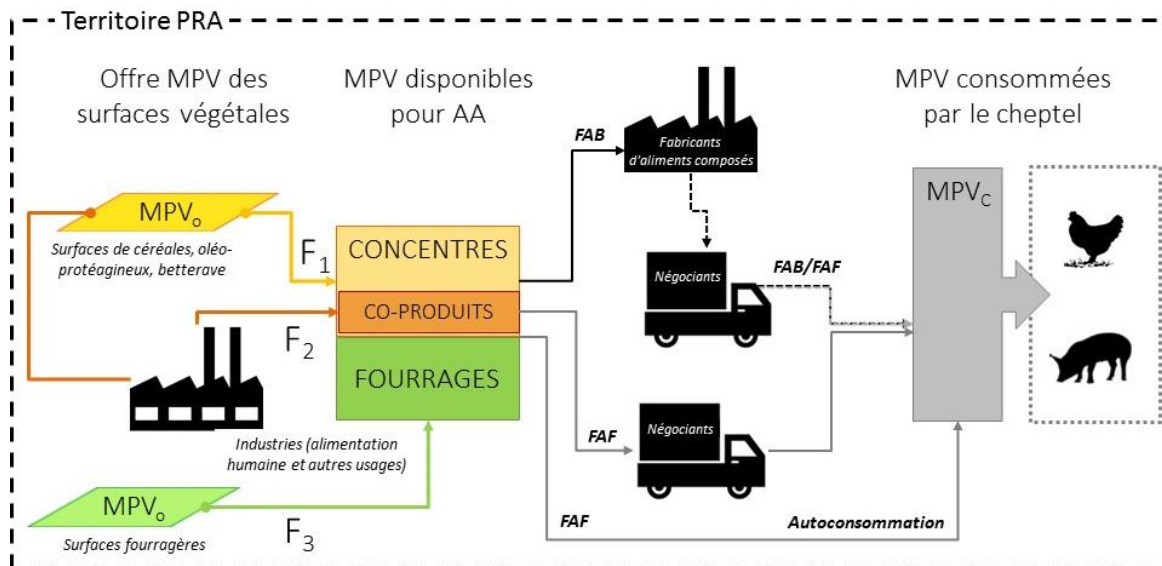 Territoire PRA
Offre MPV des
surfaces végétales
MPV disponibles
pour AA
MPV consommées
par le cheptel
FAB
Fabricants
d'aliments composés
MPVo
Surfaces de céréales, oléo-
protéagineux, betterave
F1
CONCENTRES
CO-PRODUITS
FOURRAGES
F2
Industries (alimentation
humaine et autres usages)
MPVo
Surfaces fourragères
F3
Négociants
FAB/FAF
MPVC
FAF
Négociants
FAF
Autoconsommation